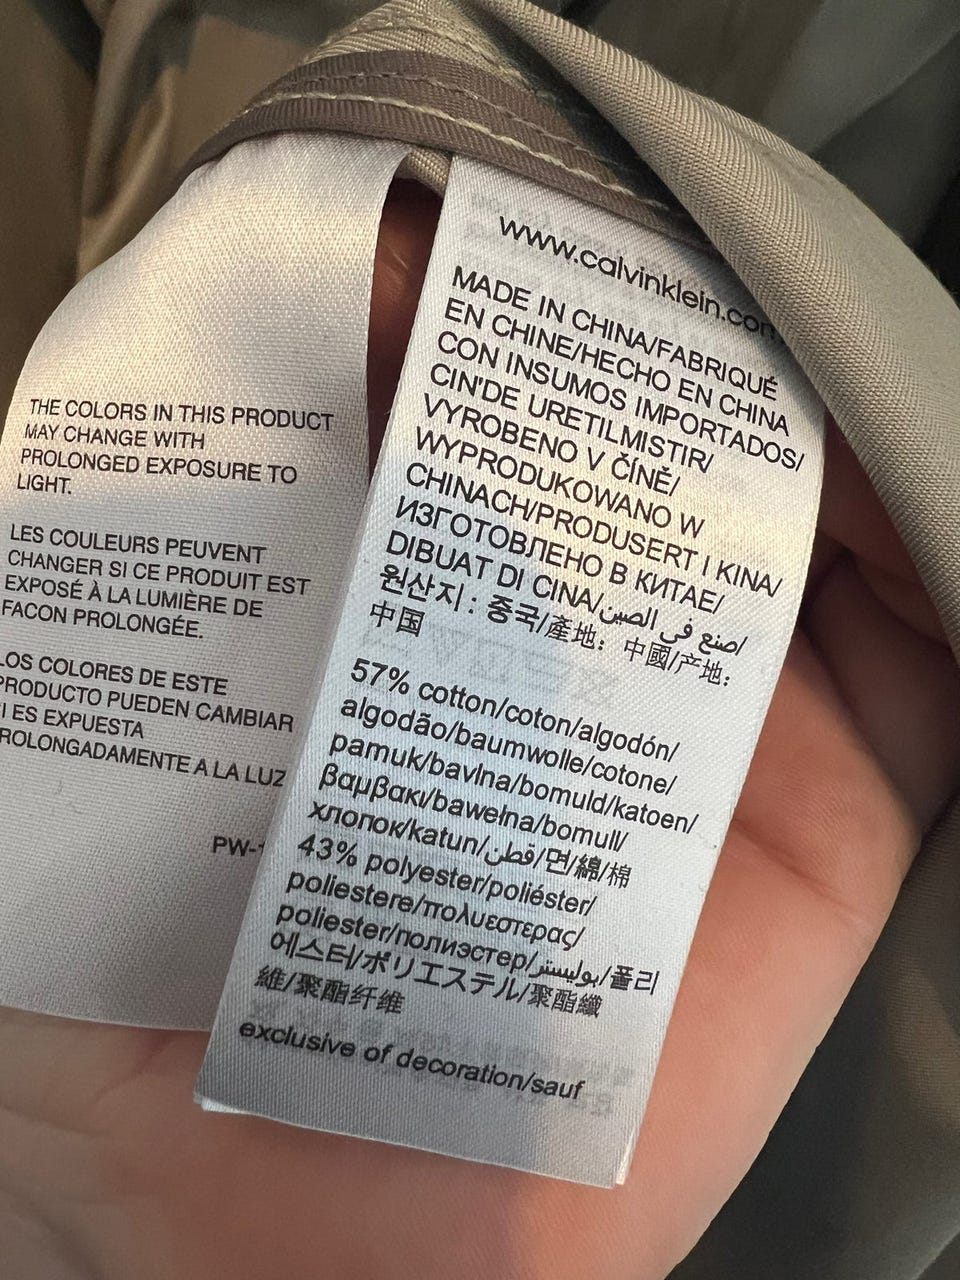 THE COLORS IN THIS PRODUCT
MAY CHANGE WITH
PROLONGED EXPOSURE TO
LIGHT.
LES COULEURS PEUVENT
CHANGER SI CE PRODUIT EST
EXPOSÉ À LA LUMIÈRE DE
FACON PROLONGÉE.
LOS COLORES DE ESTE
PRODUCTO PUEDEN CAMBIAR
ES EXPUESTA
ROLONGADAMENTE A LA LUZ
PW-
www.calvinklein.com
MADE IN CHINA/FABRIQUÉ
EN CHINE/HECHO EN CHINA
CON INSUMOS IMPORTADOS/
CIN'DE URETILMISTIR/
VYROBENO V ČÍNĚ/
WYPRODUKOWANO W
CHINACH/PRODUSERT I KINA/
ИЗГОТОВЛЕНО В КИТАЕ/
DIBUAT DI CINA/صنع في الصين/
원산지 : 중국/產地：中國/产地：
中国
57% cotton/coton/algodón/
algodão/baumwolle/cotone/
pamuk/bavlna/bomuld/katoen/
βαμβακι/bawełna/bomull/
хлопок/katun/قطن/면/綿/棉
43% polyester/poliéster/
poliestere/πολυεστερας/
poliester/полиэстер/بوليستر/폴리
에스터/ポリエステル/聚酯纖
維/聚酯纤维
exclusive of decoration/sauf